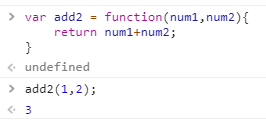 > var add2 = function(num1,num2){
return num1+num2;
}
< undefined
> add2(1,2);
< 3